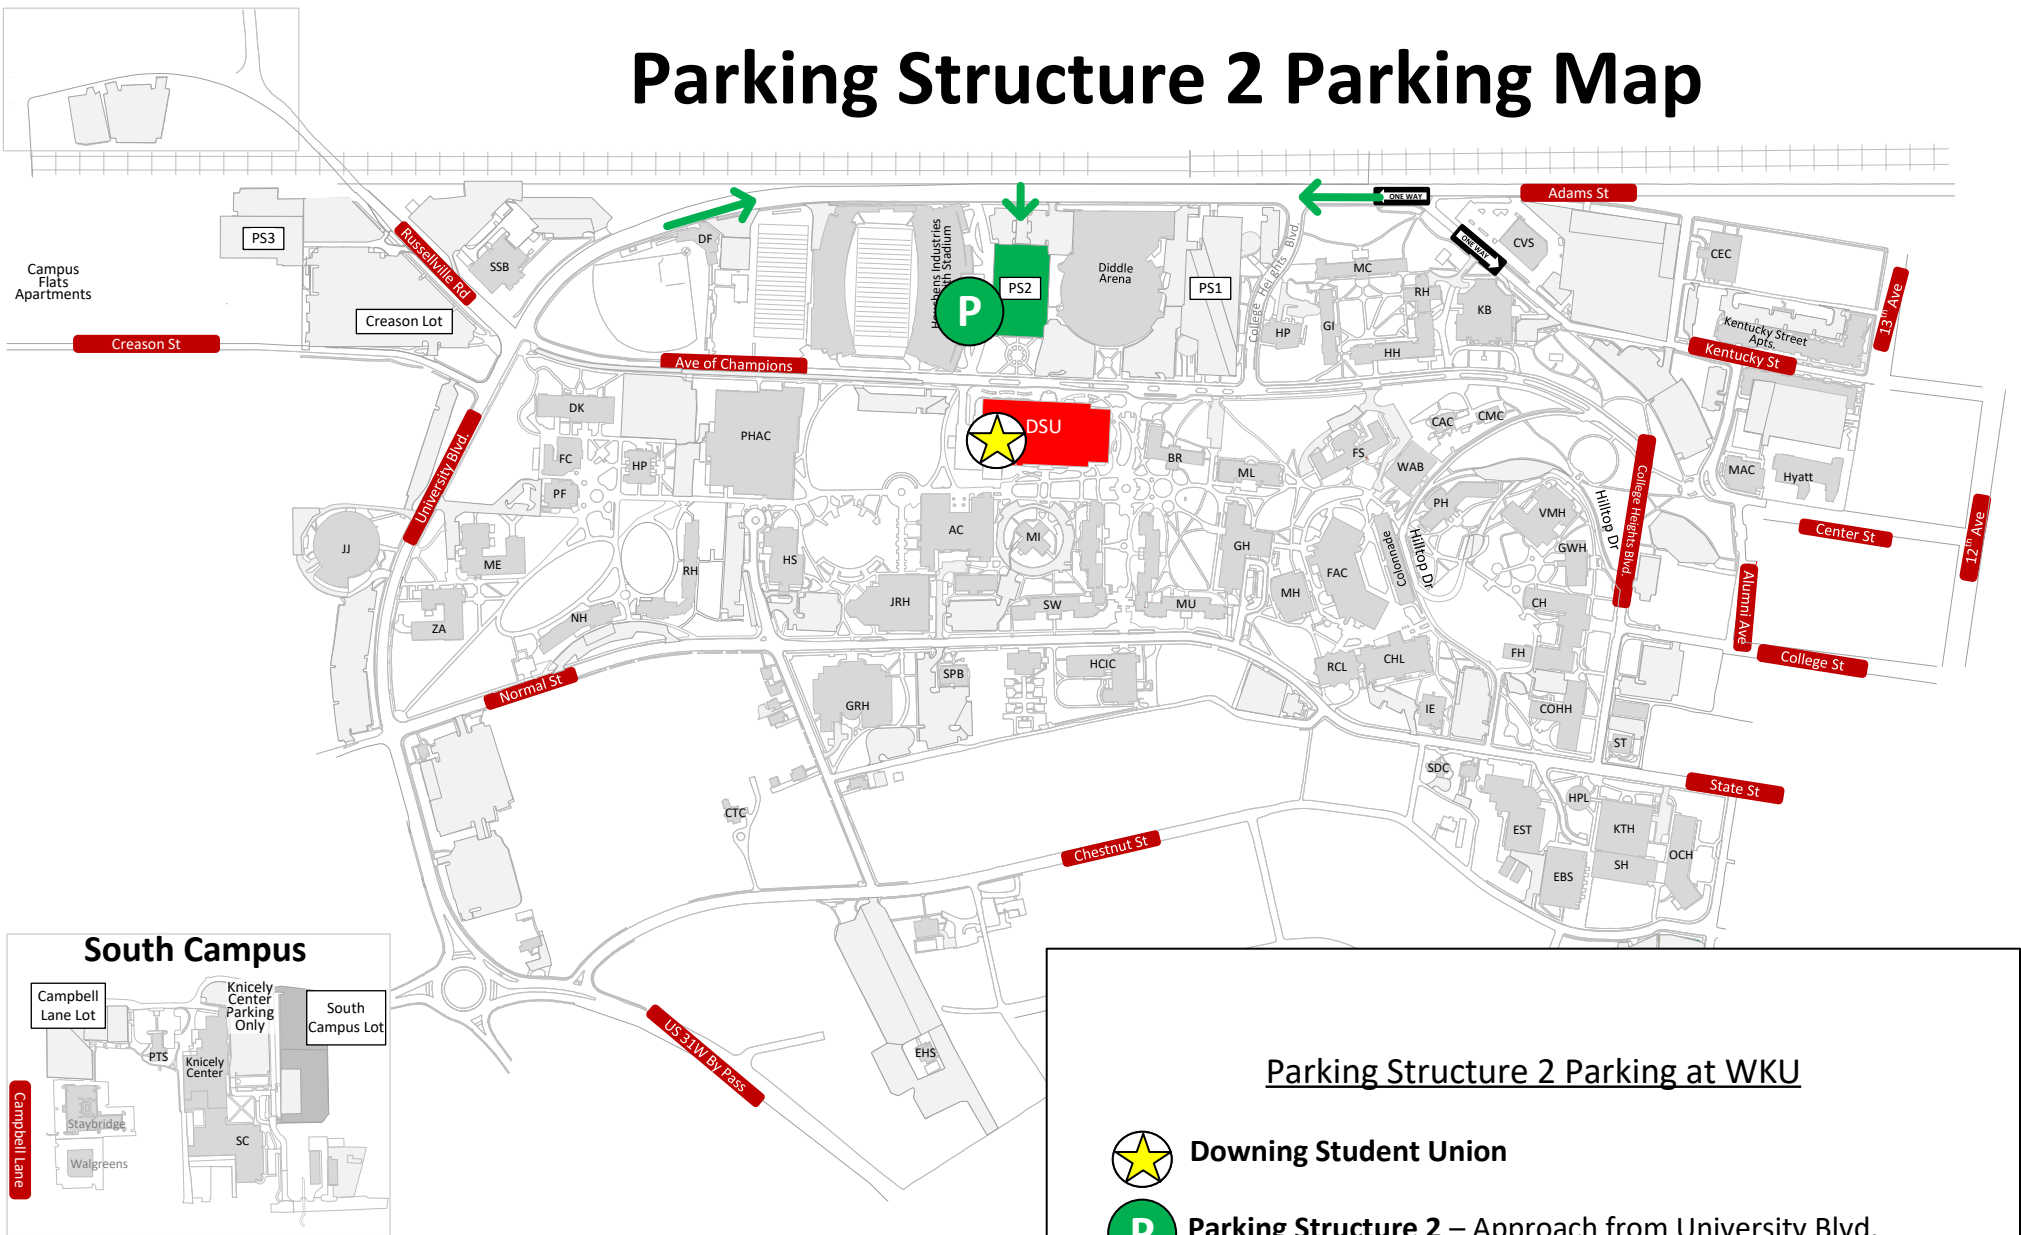 Parking Structure 2 Parking Map
Adams St
ONE WAY
ONE WAY
PS3
Russellville Rd
SSB
DF
Campus
Flats
Apartments
Creason Lot
Creason St
Houchens Industries
Stadium
P
PS2
Diddle
Arena
PS1
College Heights Blvd.
HP
GI
MC
RH
HH
KB
CVS
CEC
13th Ave
Kentucky Street
Apts.
Kentucky St
Ave of Champions
University Blvd.
DK
FC
HP
PF
PHAC
DSU
BR
ML
FS
WAB
CAC
CMC
PH
VMH
GWH
Hilltop Dr
Hilltop Dr
College Heights Blvd.
MAC
Hyatt
Center St
12th Ave
Alumni Ave
College St
JJ
ME
ZA
NH
RH
HS
AC
MI
JRH
SW
MU
GH
MH
FAC
Colonnade
CH
FH
RCL
CHL
IE
COHH
ST
Normal St
GRH
SPB
HCIC
SDC
State St
HPL
EST
KTH
SH
OCH
EBS
CTC
Chestnut St
EHS
US 31W By Pass
South Campus
Campbell
Lane Lot
Knicely
Center
Parking
Only
South
Campus Lot
PTS
Knicely
Center
SC
Staybridge
Walgreens
Campbell Lane
Parking Structure 2 Parking at WKU
Downing Student Union
P
Parking Structure 2 – Approach from University Blvd.